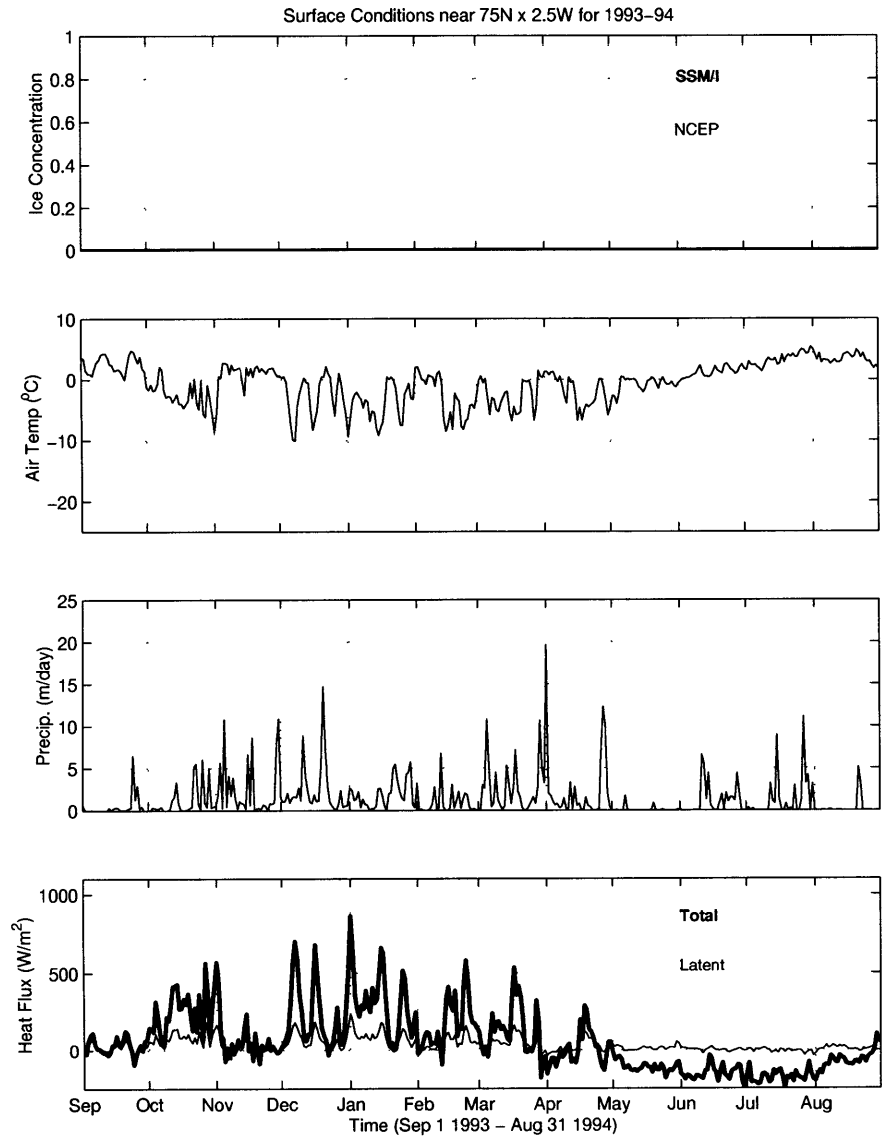 Surface Conditions near 75N x 2.5W for 1993–94
1
0.8
0.6
0.4
0.2
0
Ice Concentration
SSM/I
NCEP
10
0
−10
−20
Air Temp (°C)
25
20
15
10
5
0
Precip. (m/day)
1000
500
0
Heat Flux (W/m²)
Total
Latent
Sep Oct Nov Dec Jan Feb Mar Apr May Jun Jul Aug
Time (Sep 1 1993 – Aug 31 1994)